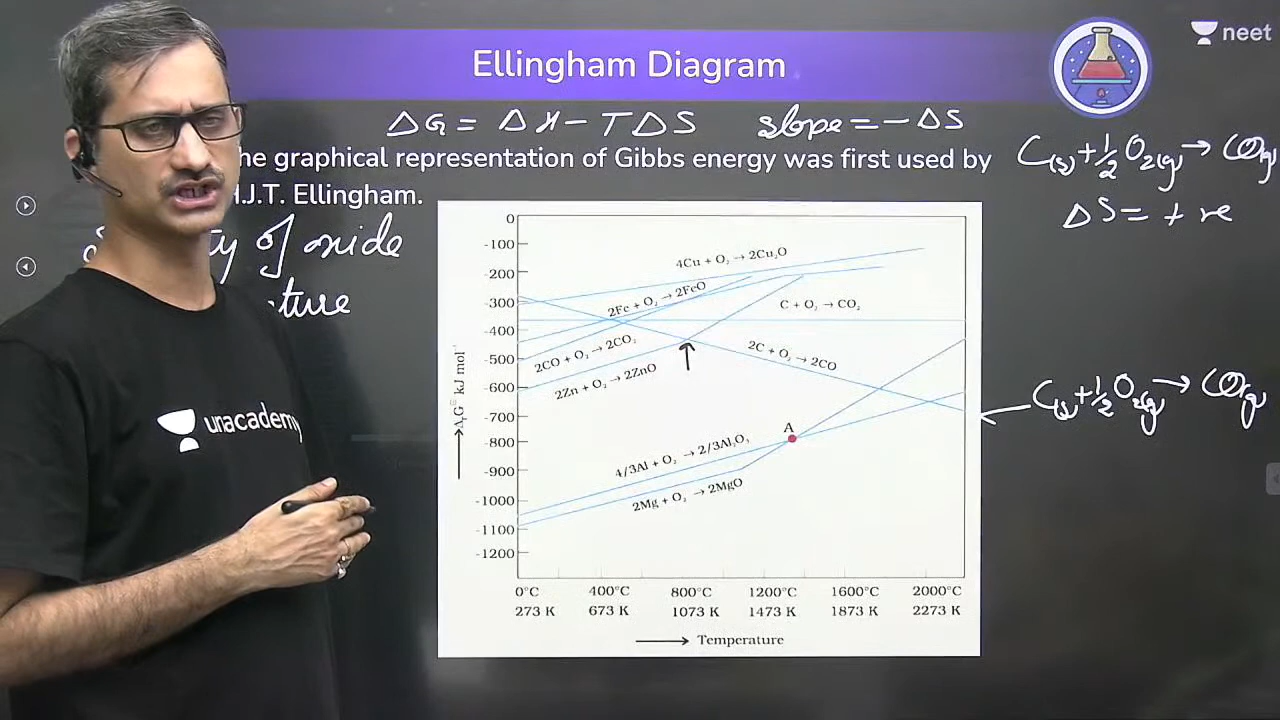 neet
Ellingham Diagram
ΔG = ΔH - TΔS slope = - ΔS
he graphical representation of Gibbs energy was first used by
H.J.T. Ellingham.
C(s) + 1/2 O2(g) → CO(g)
ΔS = + ve
ty of oxide
ture
unacademy
0
-100
-200
-300
-400
-500
-600
-700
-800
-900
-1000
-1100
-1200
ΔrG⊖ kJ mol⁻¹
4Cu + O₂ → 2Cu₂O
2Fe + O₂ → 2FeO
C + O₂ → CO₂
2CO + O₂ → 2CO₂
2C + O₂ → 2CO
2Zn + O₂ → 2ZnO
A
4/3Al + O₂ → 2/3Al₂O₃
2Mg + O₂ → 2MgO
C(s) + 1/2 O2(g) → CO(g)
0°C 400°C 800°C 1200°C 1600°C 2000°C
273 K 673 K 1073 K 1473 K 1873 K 2273 K
→ Temperature